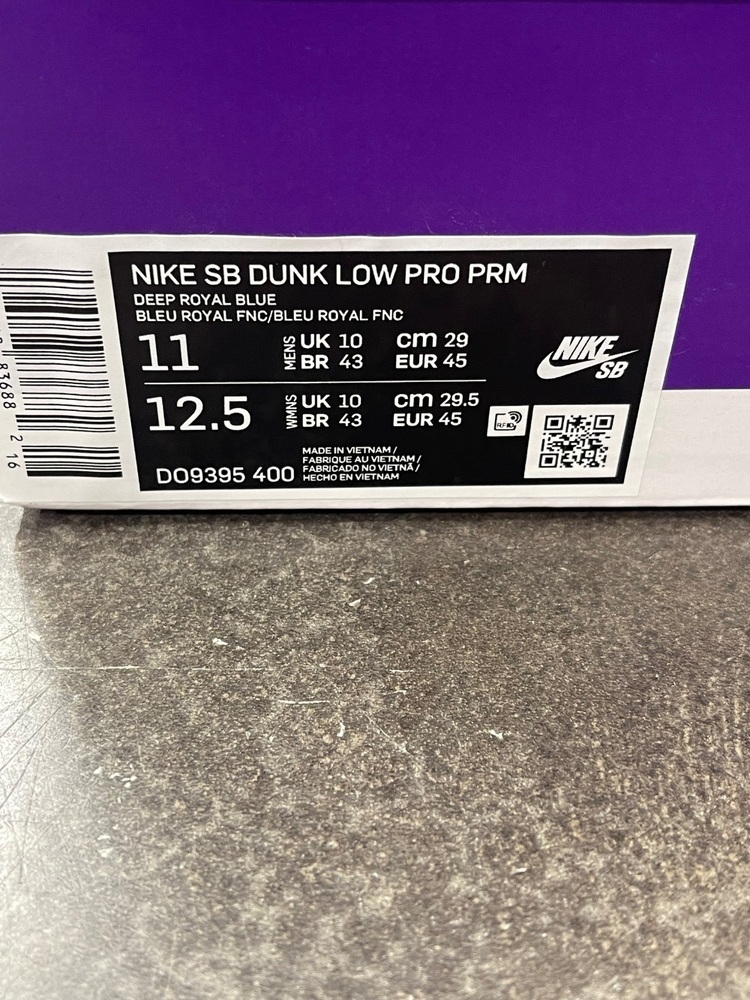 NIKE SB DUNK LOW PRO PRM
DEEP ROYAL BLUE
BLEU ROYAL FNC/BLEU ROYAL FNC
11 MENS UK 10 cm 29
BR 43 EUR 45
12.5 WMNS UK 10 cm 29.5
BR 43 EUR 45
NIKE
SB
RFID
DO9395 400
MADE IN VIETNAM /
FABRIQUE AU VIETNAM /
FABRICADO NO VIETNÃ /
HECHO EN VIETNAM
83688 2 16